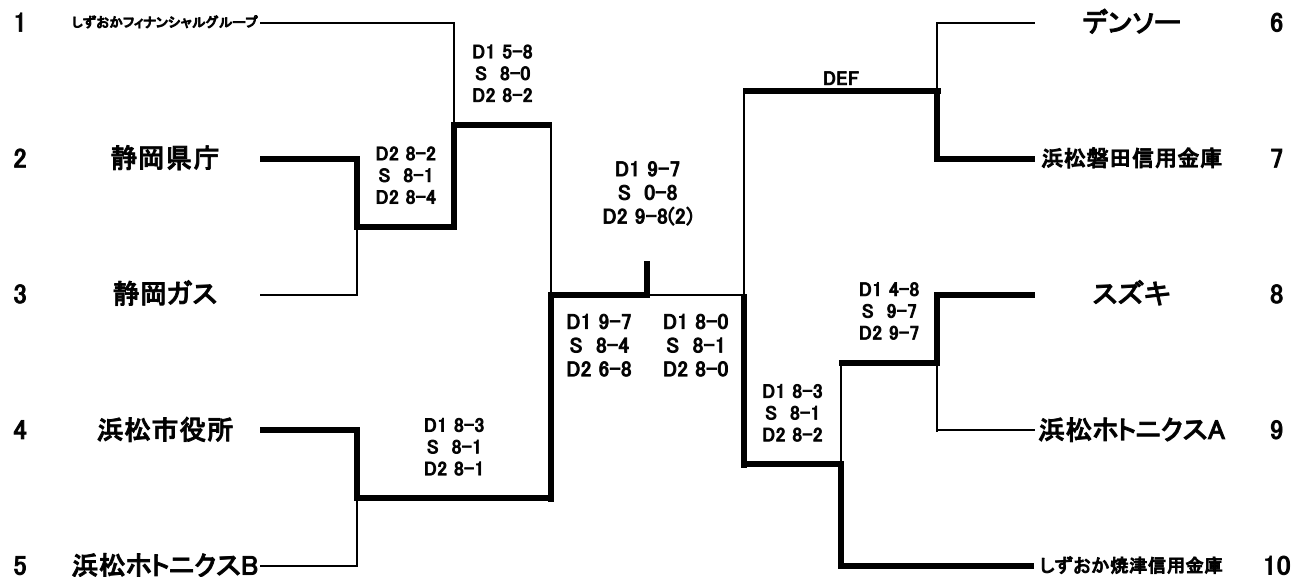 1 しずおかフィナンシャルグループ
2 静岡県庁
3 静岡ガス
4 浜松市役所
5 浜松ホトニクスB
D2 8-2
S 8-1
D2 8-4
D1 5-8
S 8-0
D2 8-2
D1 8-3
S 8-1
D2 8-1
D1 9-7
S 8-4
D2 6-8
D1 9-7
S 0-8
D2 9-8(2)
D1 8-0
S 8-1
D2 8-0
DEF
D1 8-3
S 8-1
D2 8-2
D1 4-8
S 9-7
D2 9-7
デンソー 6
浜松磐田信用金庫 7
スズキ 8
浜松ホトニクスA 9
しずおか焼津信用金庫 10